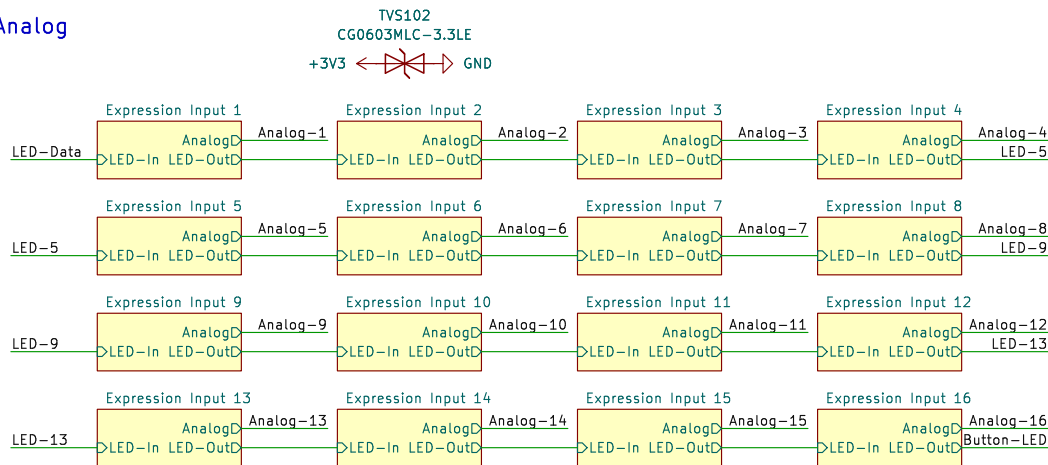 Analog
TVS102
CG0603MLC-3.3LE
+3V3 GND
Expression Input 1 Expression Input 2 Expression Input 3 Expression Input 4
Analog Analog-1 Analog Analog-2 Analog Analog-3 Analog Analog-4
LED-Data LED-In LED-Out LED-In LED-Out LED-In LED-Out LED-In LED-Out LED-5
Expression Input 5 Expression Input 6 Expression Input 7 Expression Input 8
Analog Analog-5 Analog Analog-6 Analog Analog-7 Analog Analog-8
LED-5 LED-In LED-Out LED-In LED-Out LED-In LED-Out LED-In LED-Out LED-9
Expression Input 9 Expression Input 10 Expression Input 11 Expression Input 12
Analog Analog-9 Analog Analog-10 Analog Analog-11 Analog Analog-12
LED-9 LED-In LED-Out LED-In LED-Out LED-In LED-Out LED-In LED-Out LED-13
Expression Input 13 Expression Input 14 Expression Input 15 Expression Input 16
Analog Analog-13 Analog Analog-14 Analog Analog-15 Analog Analog-16
LED-13 LED-In LED-Out LED-In LED-Out LED-In LED-Out LED-In LED-Out Button-LED